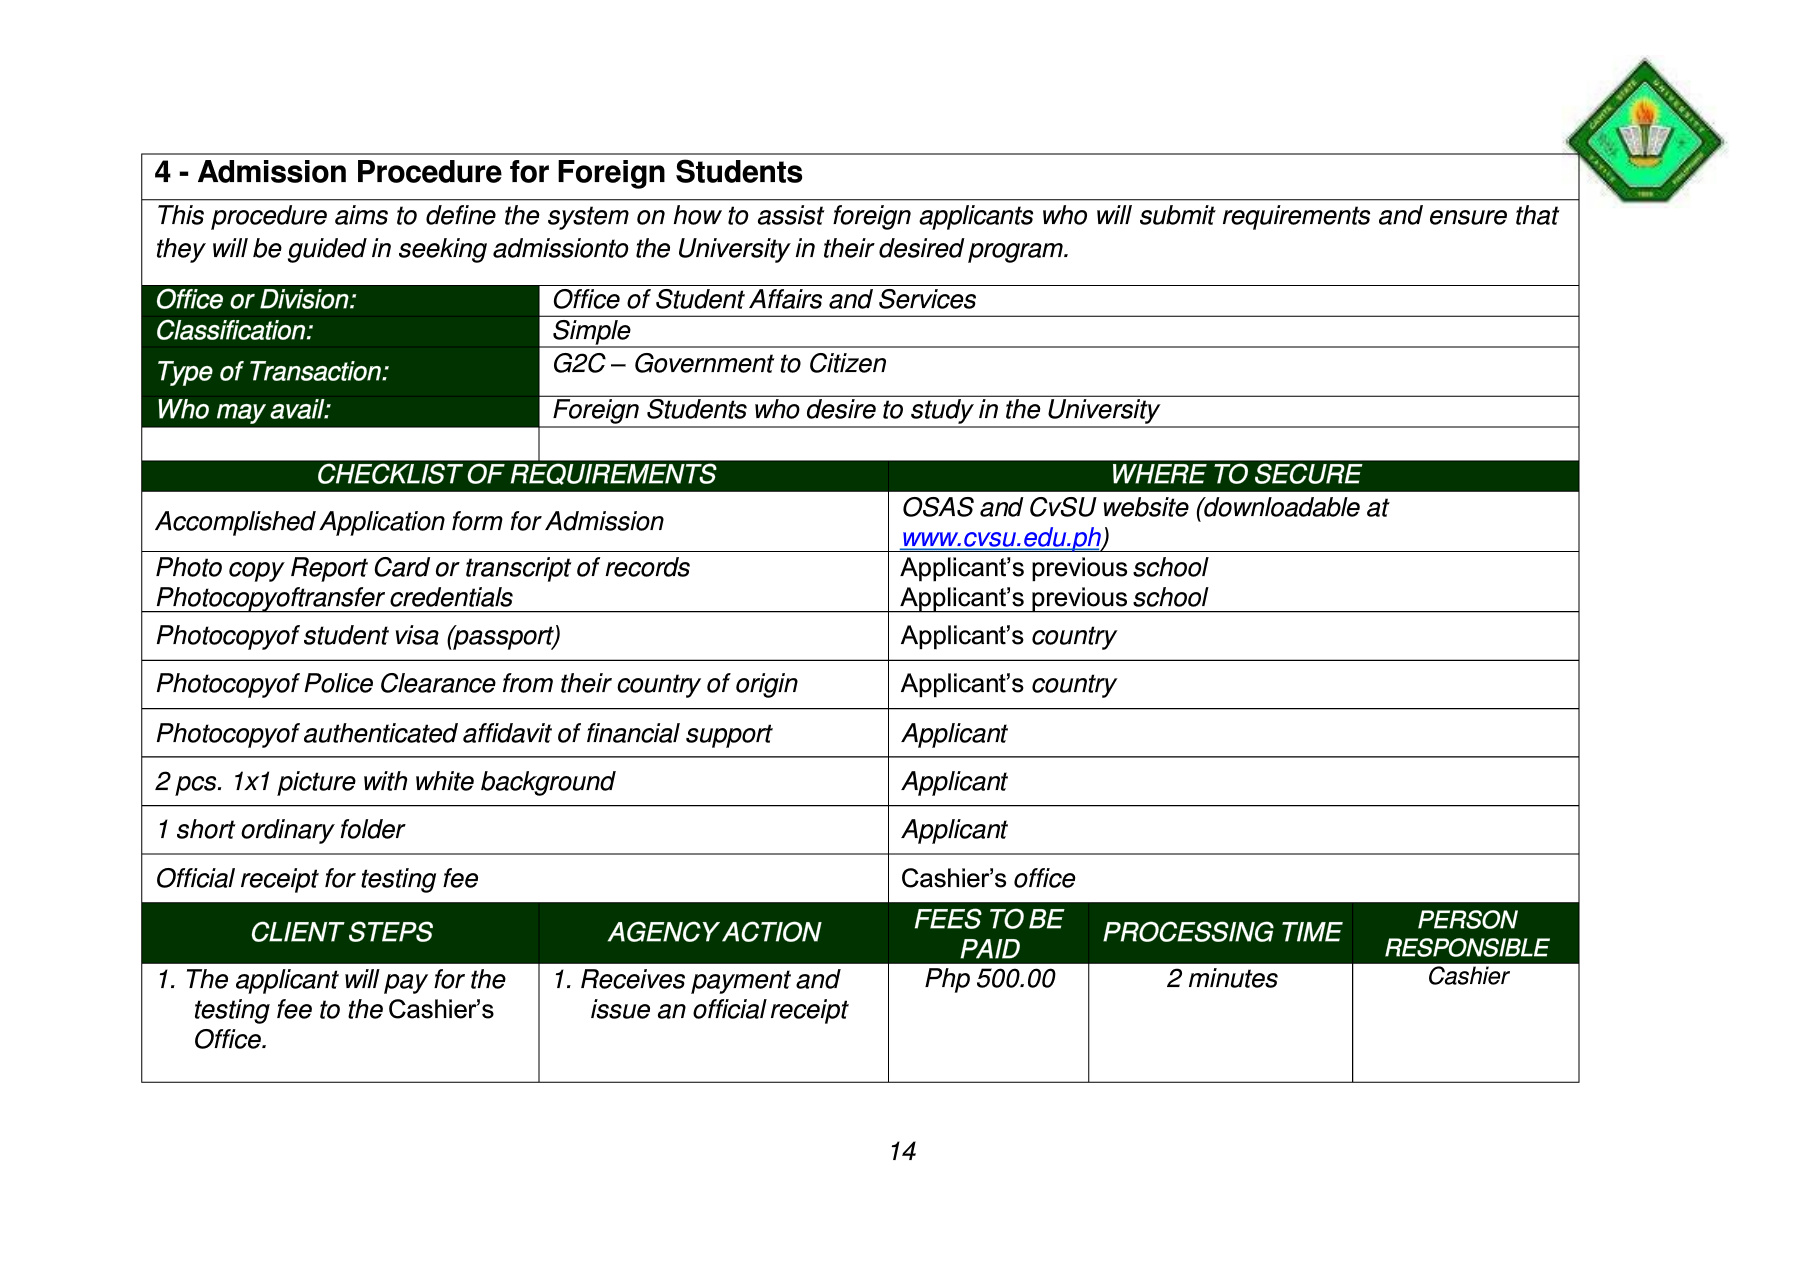 CAVITE STATE UNIVERSITY
4 - Admission Procedure for Foreign Students
This procedure aims to define the system on how to assist foreign applicants who will submit requirements and ensure that
they will be guided in seeking admissionto the University in their desired program.
Office or Division: Office of Student Affairs and Services
Classification: Simple
Type of Transaction: G2C – Government to Citizen
Who may avail: Foreign Students who desire to study in the University
CHECKLIST OF REQUIREMENTS WHERE TO SECURE
Accomplished Application form for Admission OSAS and CvSU website (downloadable at
www.cvsu.edu.ph)
Photo copy Report Card or transcript of records Applicant’s previous school
Photocopyoftransfer credentials Applicant’s previous school
Photocopyof student visa (passport) Applicant’s country
Photocopyof Police Clearance from their country of origin Applicant’s country
Photocopyof authenticated affidavit of financial support Applicant
2 pcs. 1x1 picture with white background Applicant
1 short ordinary folder Applicant
Official receipt for testing fee Cashier’s office
CLIENT STEPS AGENCY ACTION FEES TO BE PAID PROCESSING TIME PERSON RESPONSIBLE
1. The applicant will pay for the 1. Receives payment and Php 500.00 2 minutes Cashier
testing fee to the Cashier’s issue an official receipt
Office.
14